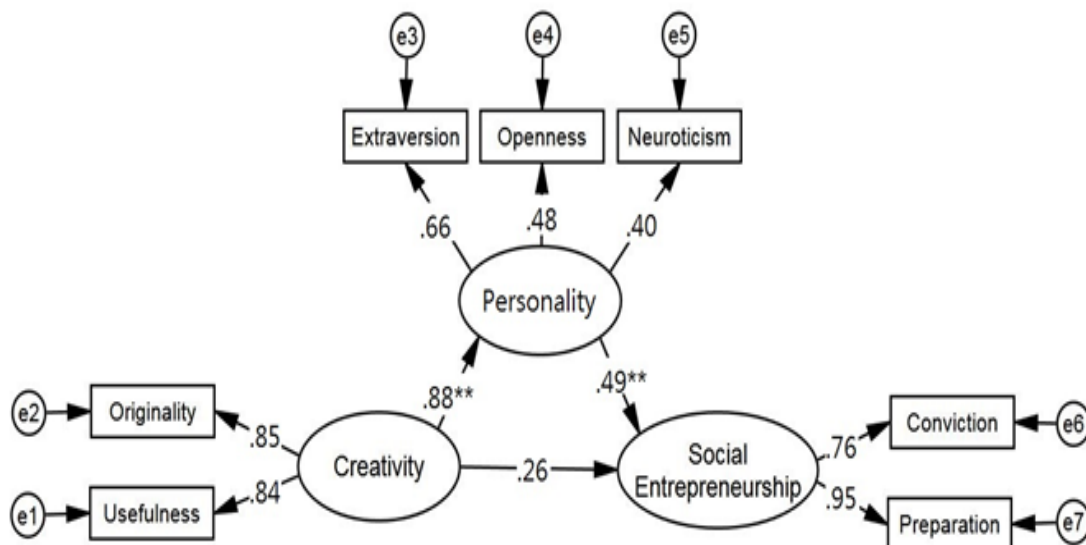 e3
e4
e5
Extraversion
Openness
Neuroticism
.66
.48
.40
Personality
.88**
.49**
e2
Originality
.85
Creativity
.26
Social
Entrepreneurship
.76
Conviction
e6
e1
Usefulness
.84
.95
Preparation
e7